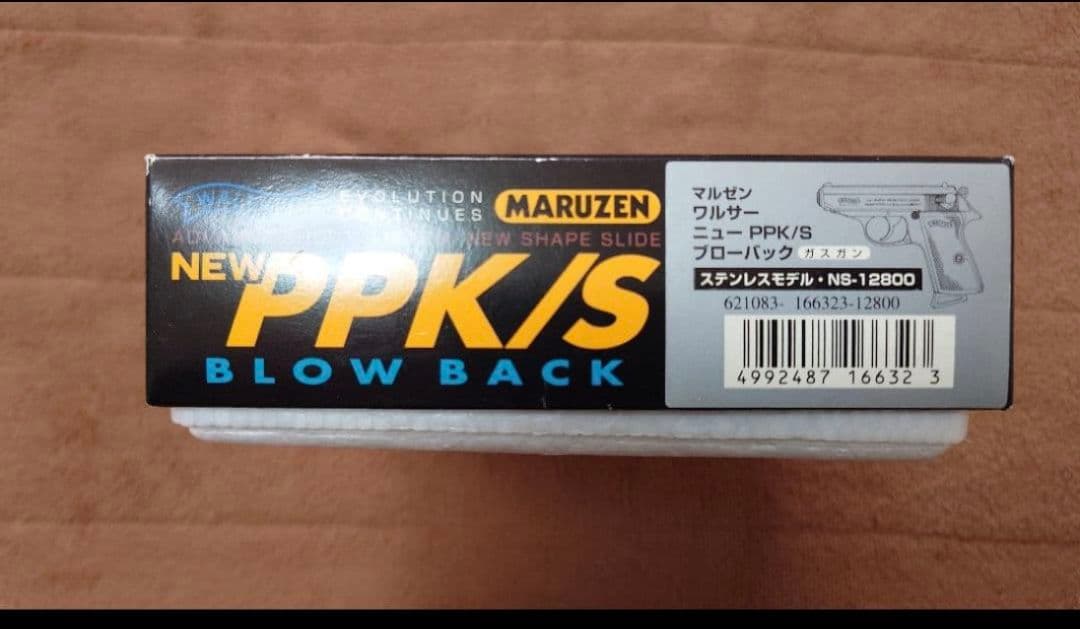 EVOLUTION
CONTINUES
MARUZEN
NEW SHAPE SLIDE
NEW PPK/S
BLOW BACK
マルゼン
ワルサー
ニュー PPK/S
ブローバック ガスガン
ステンレスモデル・NS-12800
621083- 166323-12800
4992487 16632 3